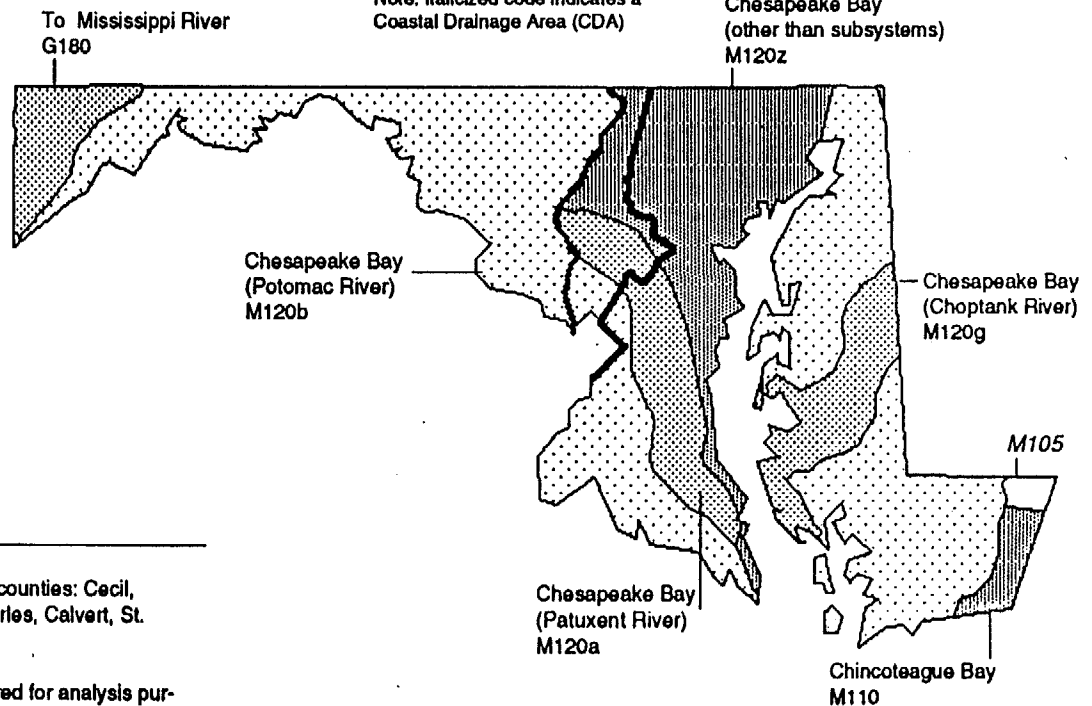 To Mississippi River
G180
Note: Italicized code indicates a
Coastal Drainage Area (CDA)
Chesapeake Bay
(other than subsystems)
M120z
Chesapeake Bay
(Potomac River)
M120b
Chesapeake Bay
(Choptank River)
M120g
M105
counties: Cecil,
rles, Calvert, St.
red for analysis pur-
Chesapeake Bay
(Patuxent River)
M120a
Chincoteague Bay
M110